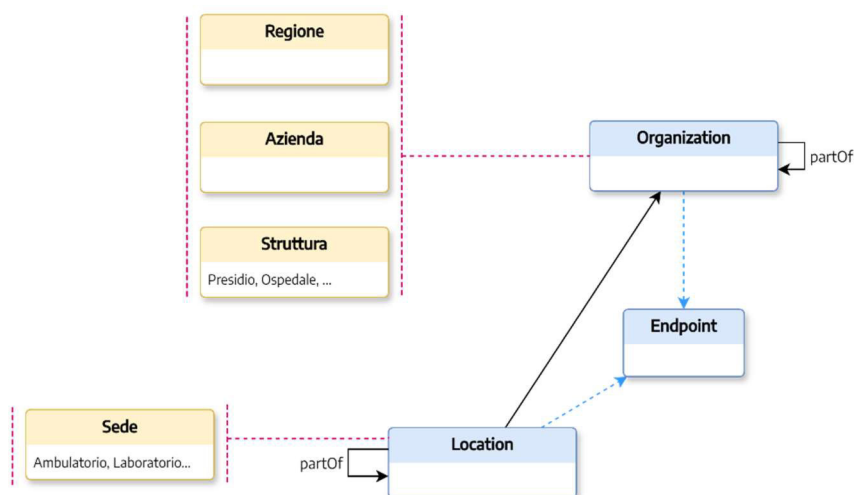 Regione
Azienda
Organization
partOf
Struttura
Presidio, Ospedale, ...
Endpoint
Sede
Ambulatorio, Laboratorio...
Location
partOf